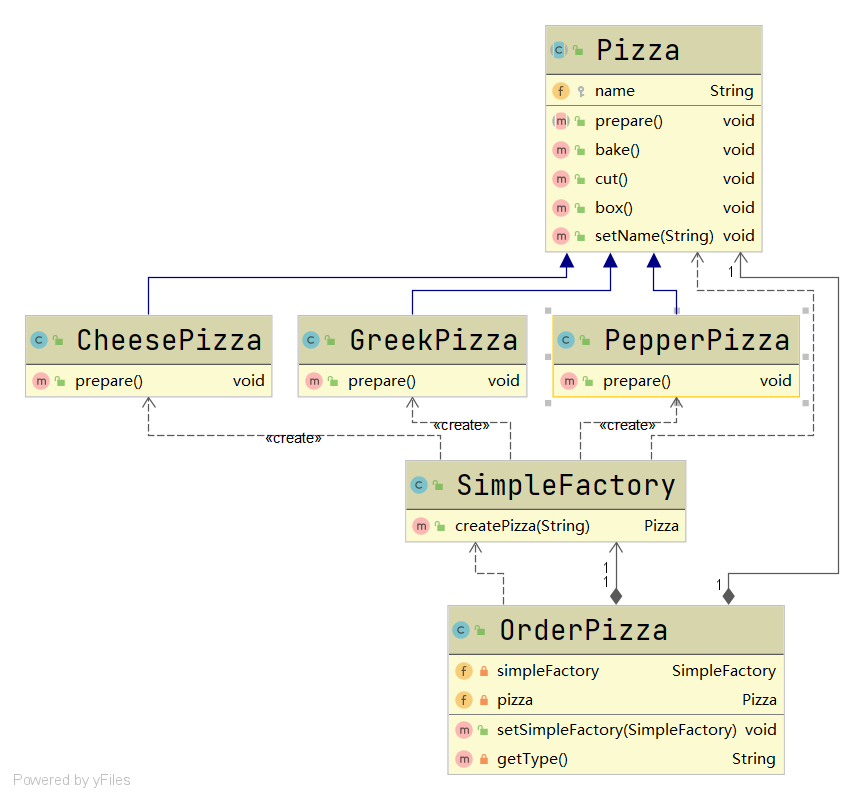 Pizza
name String
prepare() void
bake() void
cut() void
box() void
setName(String) void
1
CheesePizza
prepare() void
GreekPizza
prepare() void
PepperPizza
prepare() void
«create»
«create»
«create»
SimpleFactory
createPizza(String) Pizza
1
1
1
OrderPizza
simpleFactory SimpleFactory
pizza Pizza
setSimpleFactory(SimpleFactory) void
getType() String
Powered by yFiles